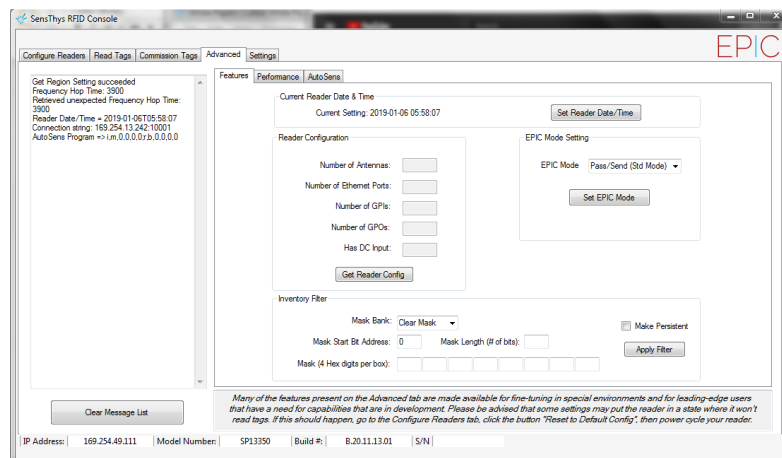 SensThys RFID Console
EPIC
Configure Readers Read Tags Commission Tags Advanced Settings
Get Region Setting succeeded
Frequency Hop Time: 3900
Retrieved unexpected Frequency Hop Time:
3900
Reader Date/Time = 2019-01-06T05:58:07
Connection string: 169.254.13.242:10001
AutoSens Program => i,m,0,0,0,0;r,b,0,0,0,0
Clear Message List
Features Performance AutoSens
Current Reader Date & Time
Current Setting: 2019-01-06 05:58:07
Set Reader Date/Time
Reader Configuration
Number of Antennas:
Number of Ethernet Ports:
Number of GPIs:
Number of GPOs:
Has DC Input:
Get Reader Config
EPIC Mode Setting
EPIC Mode Pass/Send (Std Mode)
Set EPIC Mode
Inventory Filter
Mask Bank: Clear Mask
Mask Start Bit Address: 0 Mask Length (# of bits):
Mask (4 Hex digits per box):
Make Persistent
Apply Filter
Many of the features present on the Advanced tab are made available for fine-tuning in special environments and for leading-edge users
that have a need for capabilities that are in development. Please be advised that some settings may put the reader in a state where it won't
read tags. If this should happen, go to the Configure Readers tab, click the button "Reset to Default Config", then power cycle your reader.
IP Address: 169.254.49.111 Model Number: SP13350 Build #: B.20.11.13.01 S/N